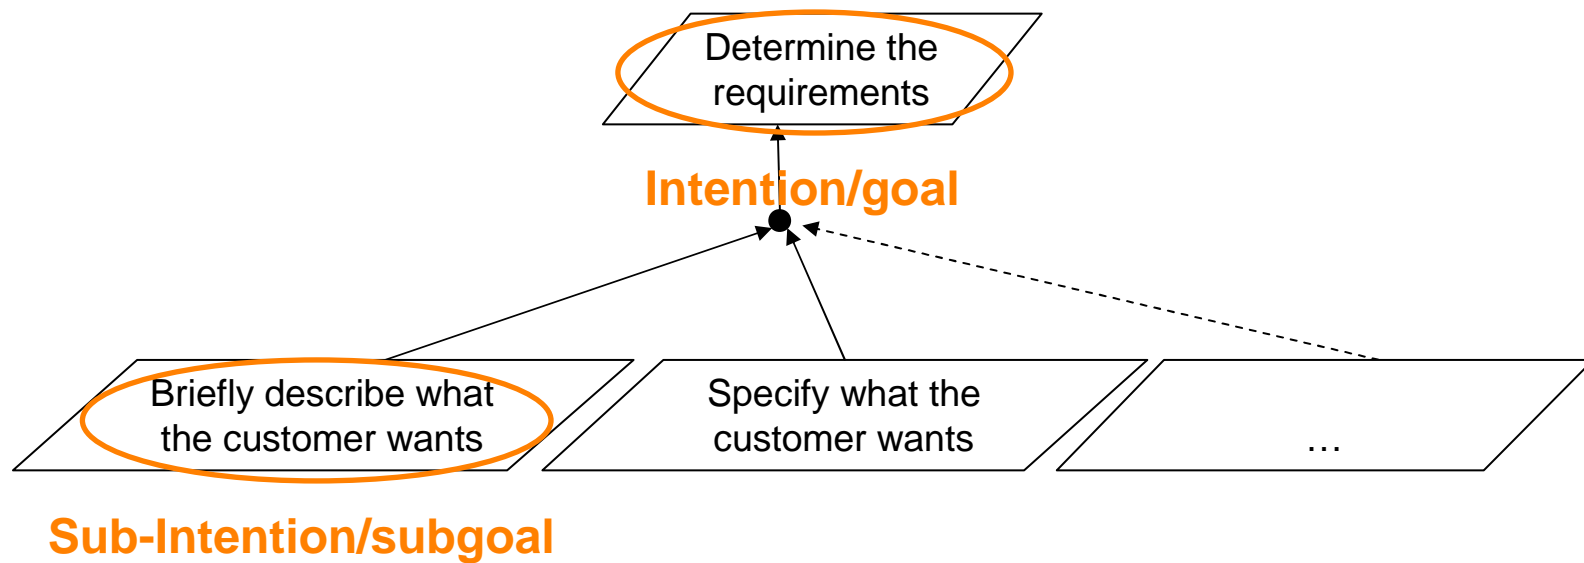 Determine the
requirements
Intention/goal
Briefly describe what
the customer wants
Specify what the
customer wants
…
Sub-Intention/subgoal